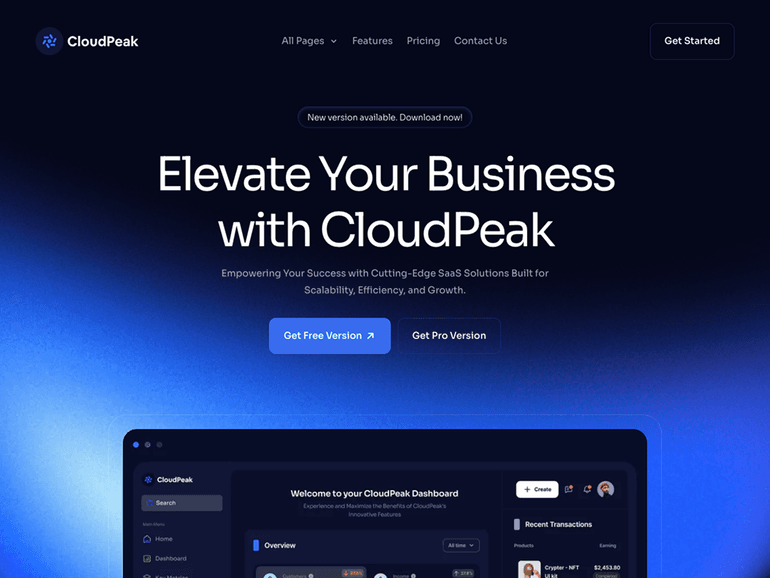 CloudPeak
All Pages
Features
Pricing
Contact Us
Get Started
New version available. Download now!
Elevate Your Business
with CloudPeak
Empowering Your Success with Cutting-Edge SaaS Solutions Built for
Scalability, Efficiency, and Growth.
Get Free Version
Get Pro Version
CloudPeak
Search
Main Menu
Home
Dashboard
Welcome to your CloudPeak Dashboard
Experience and Maximize the Benefits of CloudPeak's
Innovative Features
Overview
All time
Customers
Income
Create
Recent Transactions
Products
Earning
Crypter - NFT
UI kit
$2,453.80